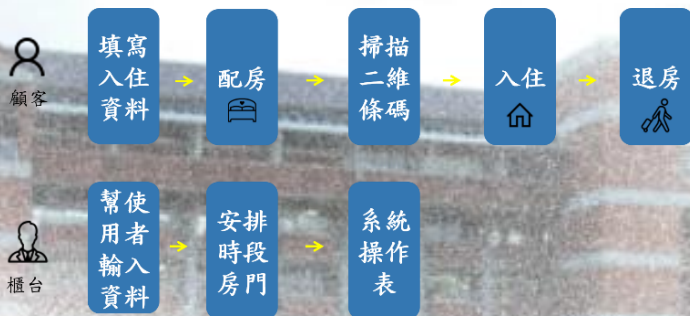 顧客
填寫
入住
資料
配房
掃描
二維
條碼
入住
退房
櫃台
幫使
用者
輸入
資料
安排
時段
房門
系統
操作
表